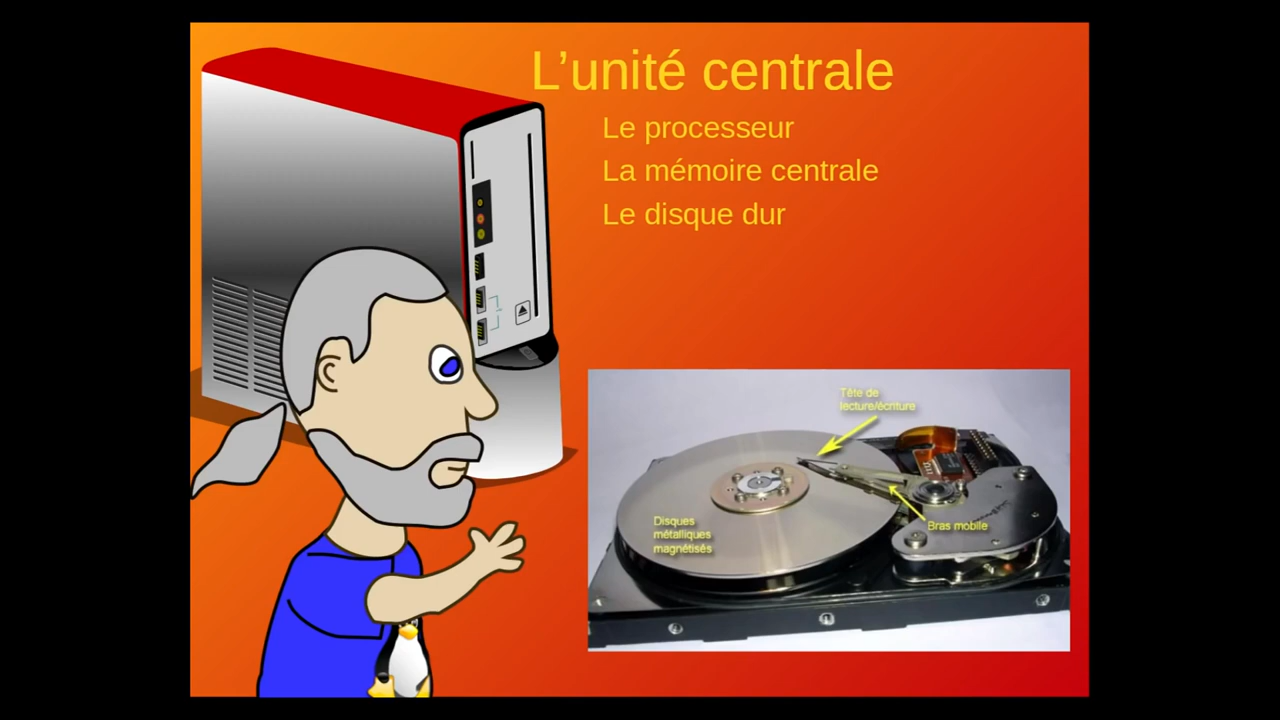 L’unité centrale
Le processeur
La mémoire centrale
Le disque dur
Tête de
lecture/écriture
Bras mobile
Disques
métalliques
magnétisés